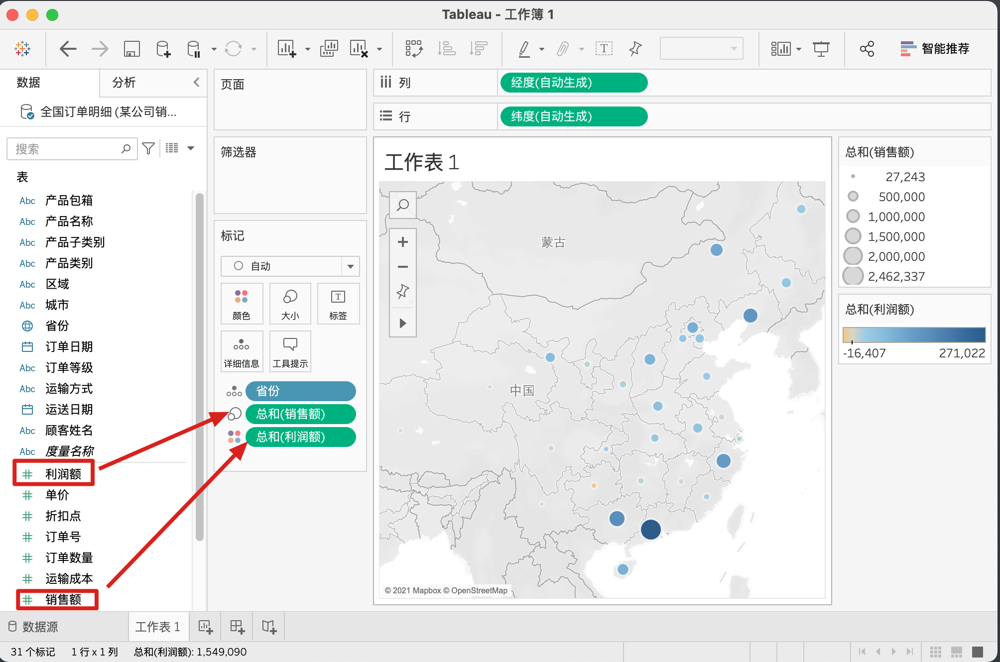 Tableau - 工作簿 1
智能推荐
数据
分析
全国订单明细 (某公司销...
搜索
表
Abc 产品包箱
Abc 产品名称
Abc 产品子类别
Abc 产品类别
Abc 区域
Abc 城市
省份
订单日期
Abc 订单等级
Abc 运输方式
运送日期
Abc 顾客姓名
Abc 度量名称
利润额
单价
折扣点
订单号
订单数量
运输成本
销售额
页面
筛选器
标记
自动
颜色
大小
T
标签
详细信息
工具提示
省份
总和(销售额)
总和(利润额)
列
经度(自动生成)
行
纬度(自动生成)
工作表 1
蒙古
中国
© 2021 Mapbox © OpenStreetMap
总和(销售额)
27,243
500,000
1,000,000
1,500,000
2,000,000
2,462,337
总和(利润额)
-16,407 271,022
数据源
工作表 1
31 个标记 1 行 x 1 列 总和(利润额): 1,549,090